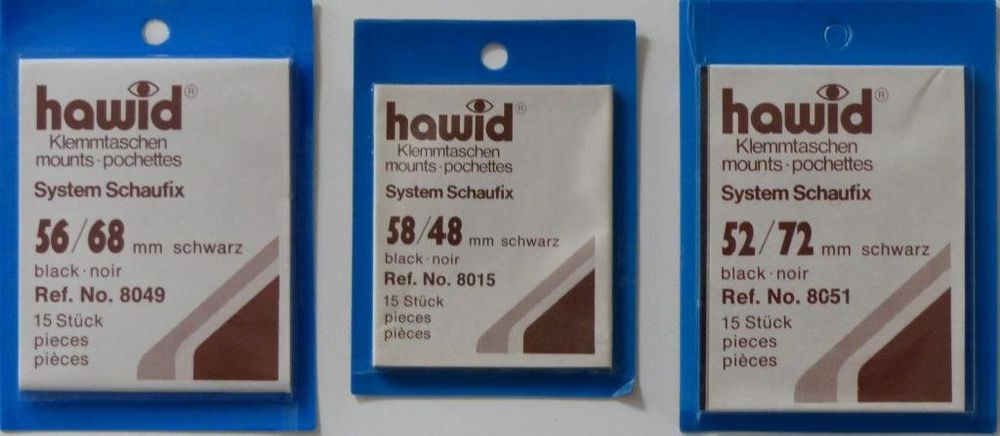 hawid®
Klemmtaschen
mounts·pochettes
System Schaufix
56/68 mm schwarz
black·noir
Ref. No. 8049
15 Stück
pieces
pièces
hawid®
Klemmtaschen
mounts·pochettes
System Schaufix
58/48 mm schwarz
black·noir
Ref. No. 8015
15 Stück
pieces
pièces
hawid®
Klemmtaschen
mounts·pochettes
System Schaufix
52/72 mm schwarz
black·noir
Ref. No. 8051
15 Stück
pieces
pièces